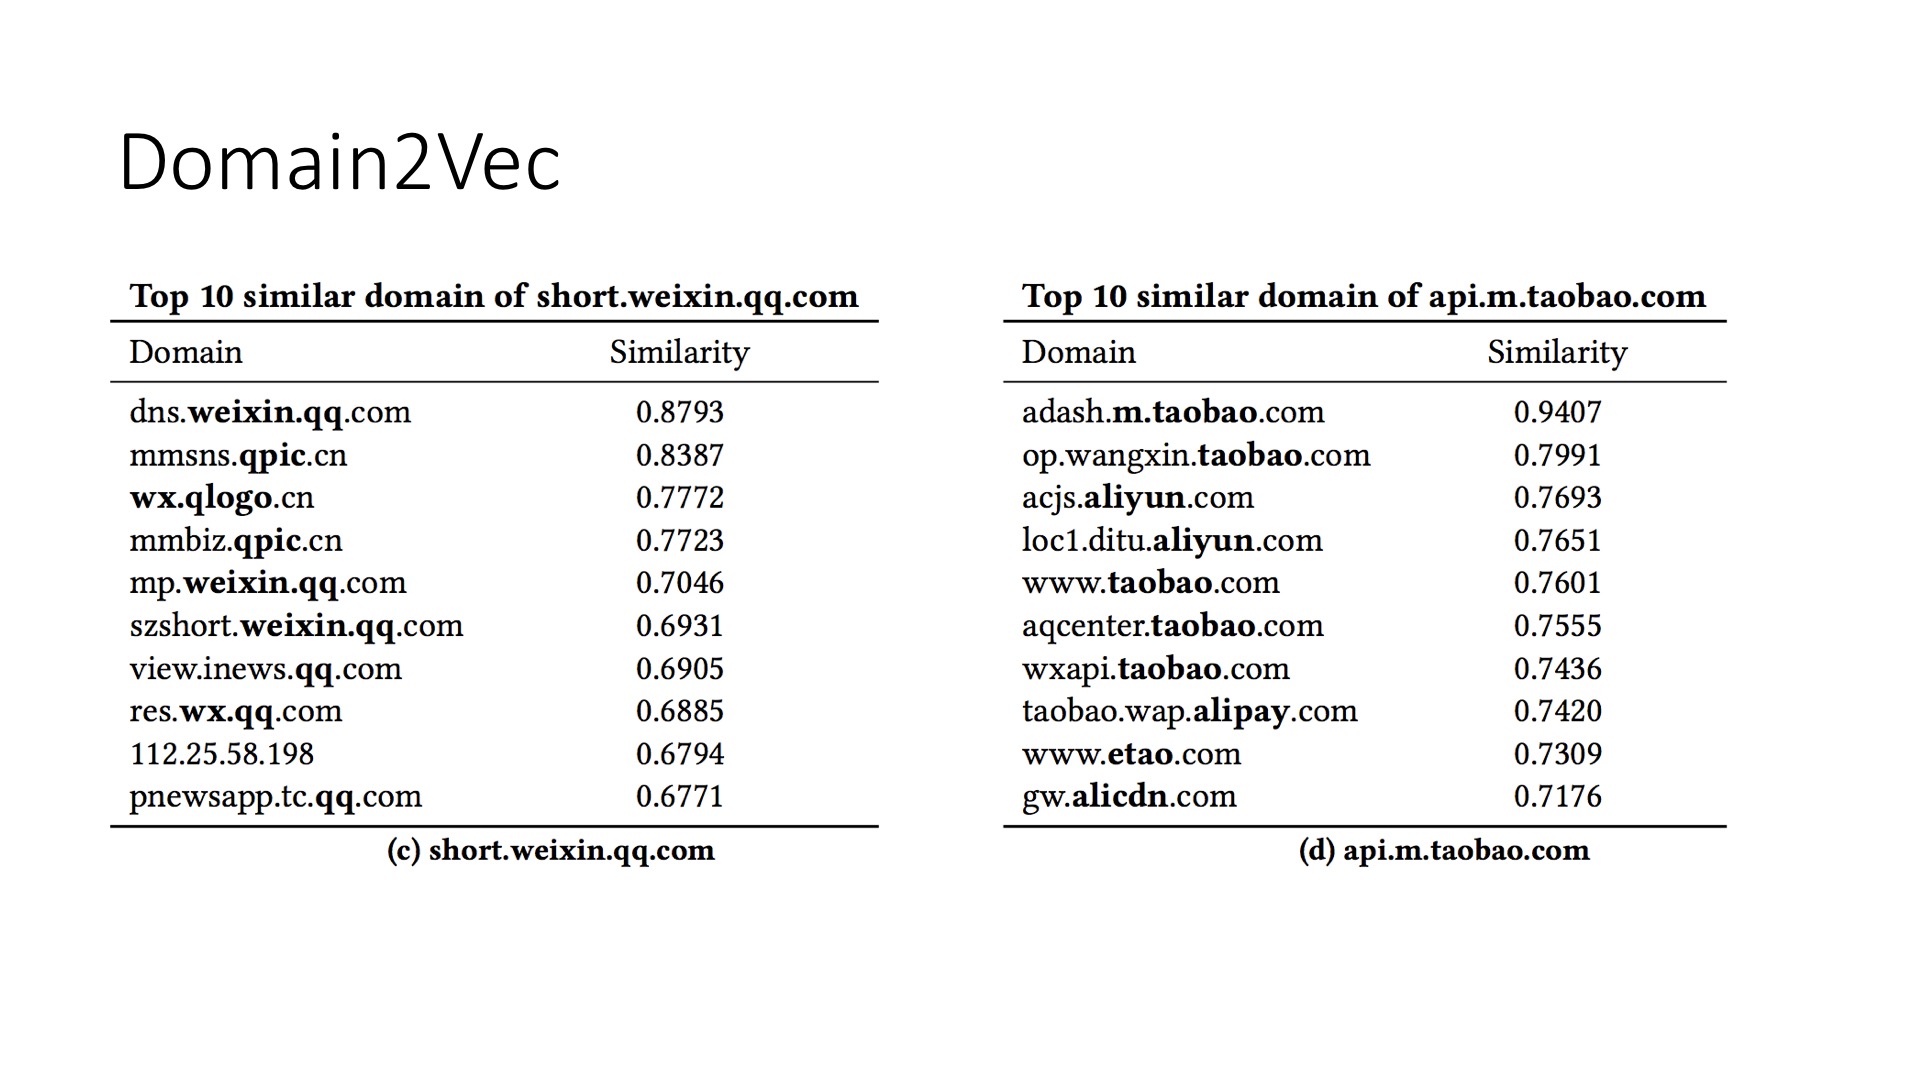 Domain2Vec
Top 10 similar domain of short.weixin.qq.com
Domain Similarity
dns.weixin.qq.com 0.8793
mmsns.qpic.cn 0.8387
wx.qlogo.cn 0.7772
mmbiz.qpic.cn 0.7723
mp.weixin.qq.com 0.7046
szshort.weixin.qq.com 0.6931
view.inews.qq.com 0.6905
res.wx.qq.com 0.6885
112.25.58.198 0.6794
pnewsapp.tc.qq.com 0.6771
(c) short.weixin.qq.com
Top 10 similar domain of api.m.taobao.com
Domain Similarity
adash.m.taobao.com 0.9407
op.wangxin.taobao.com 0.7991
acjs.aliyun.com 0.7693
loc1.ditu.aliyun.com 0.7651
www.taobao.com 0.7601
aqcenter.taobao.com 0.7555
wxapi.taobao.com 0.7436
taobao.wap.alipay.com 0.7420
www.etao.com 0.7309
gw.alicdn.com 0.7176
(d) api.m.taobao.com